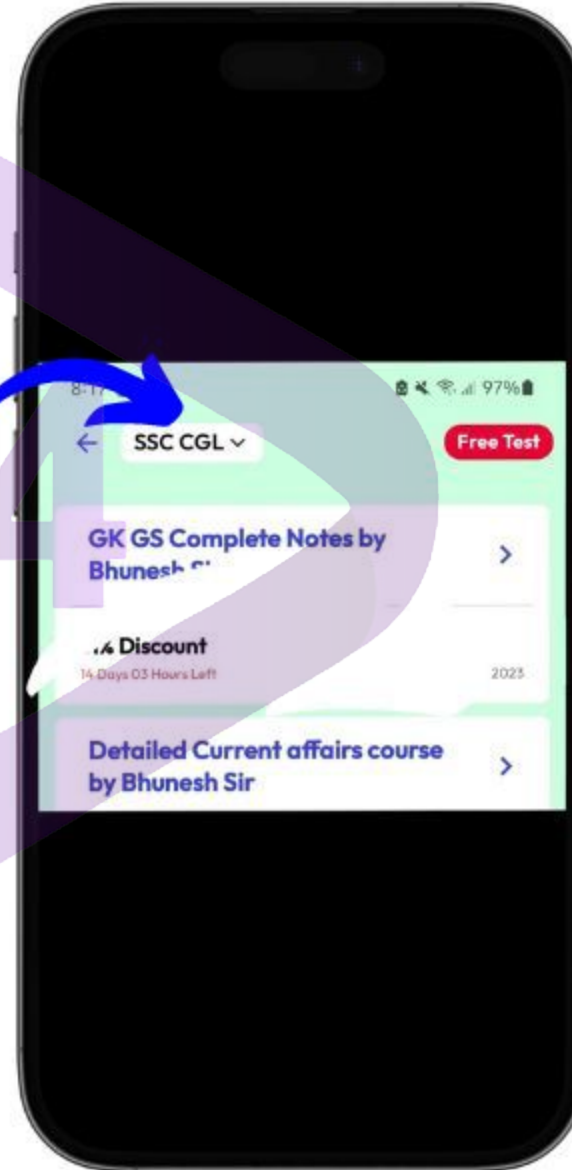 97%
SSC CGL
Free Test
GK GS Complete Notes by
Discount
14 Days 03 Hours Left
2023
Detailed Current affairs course
by Bhunesh Sir